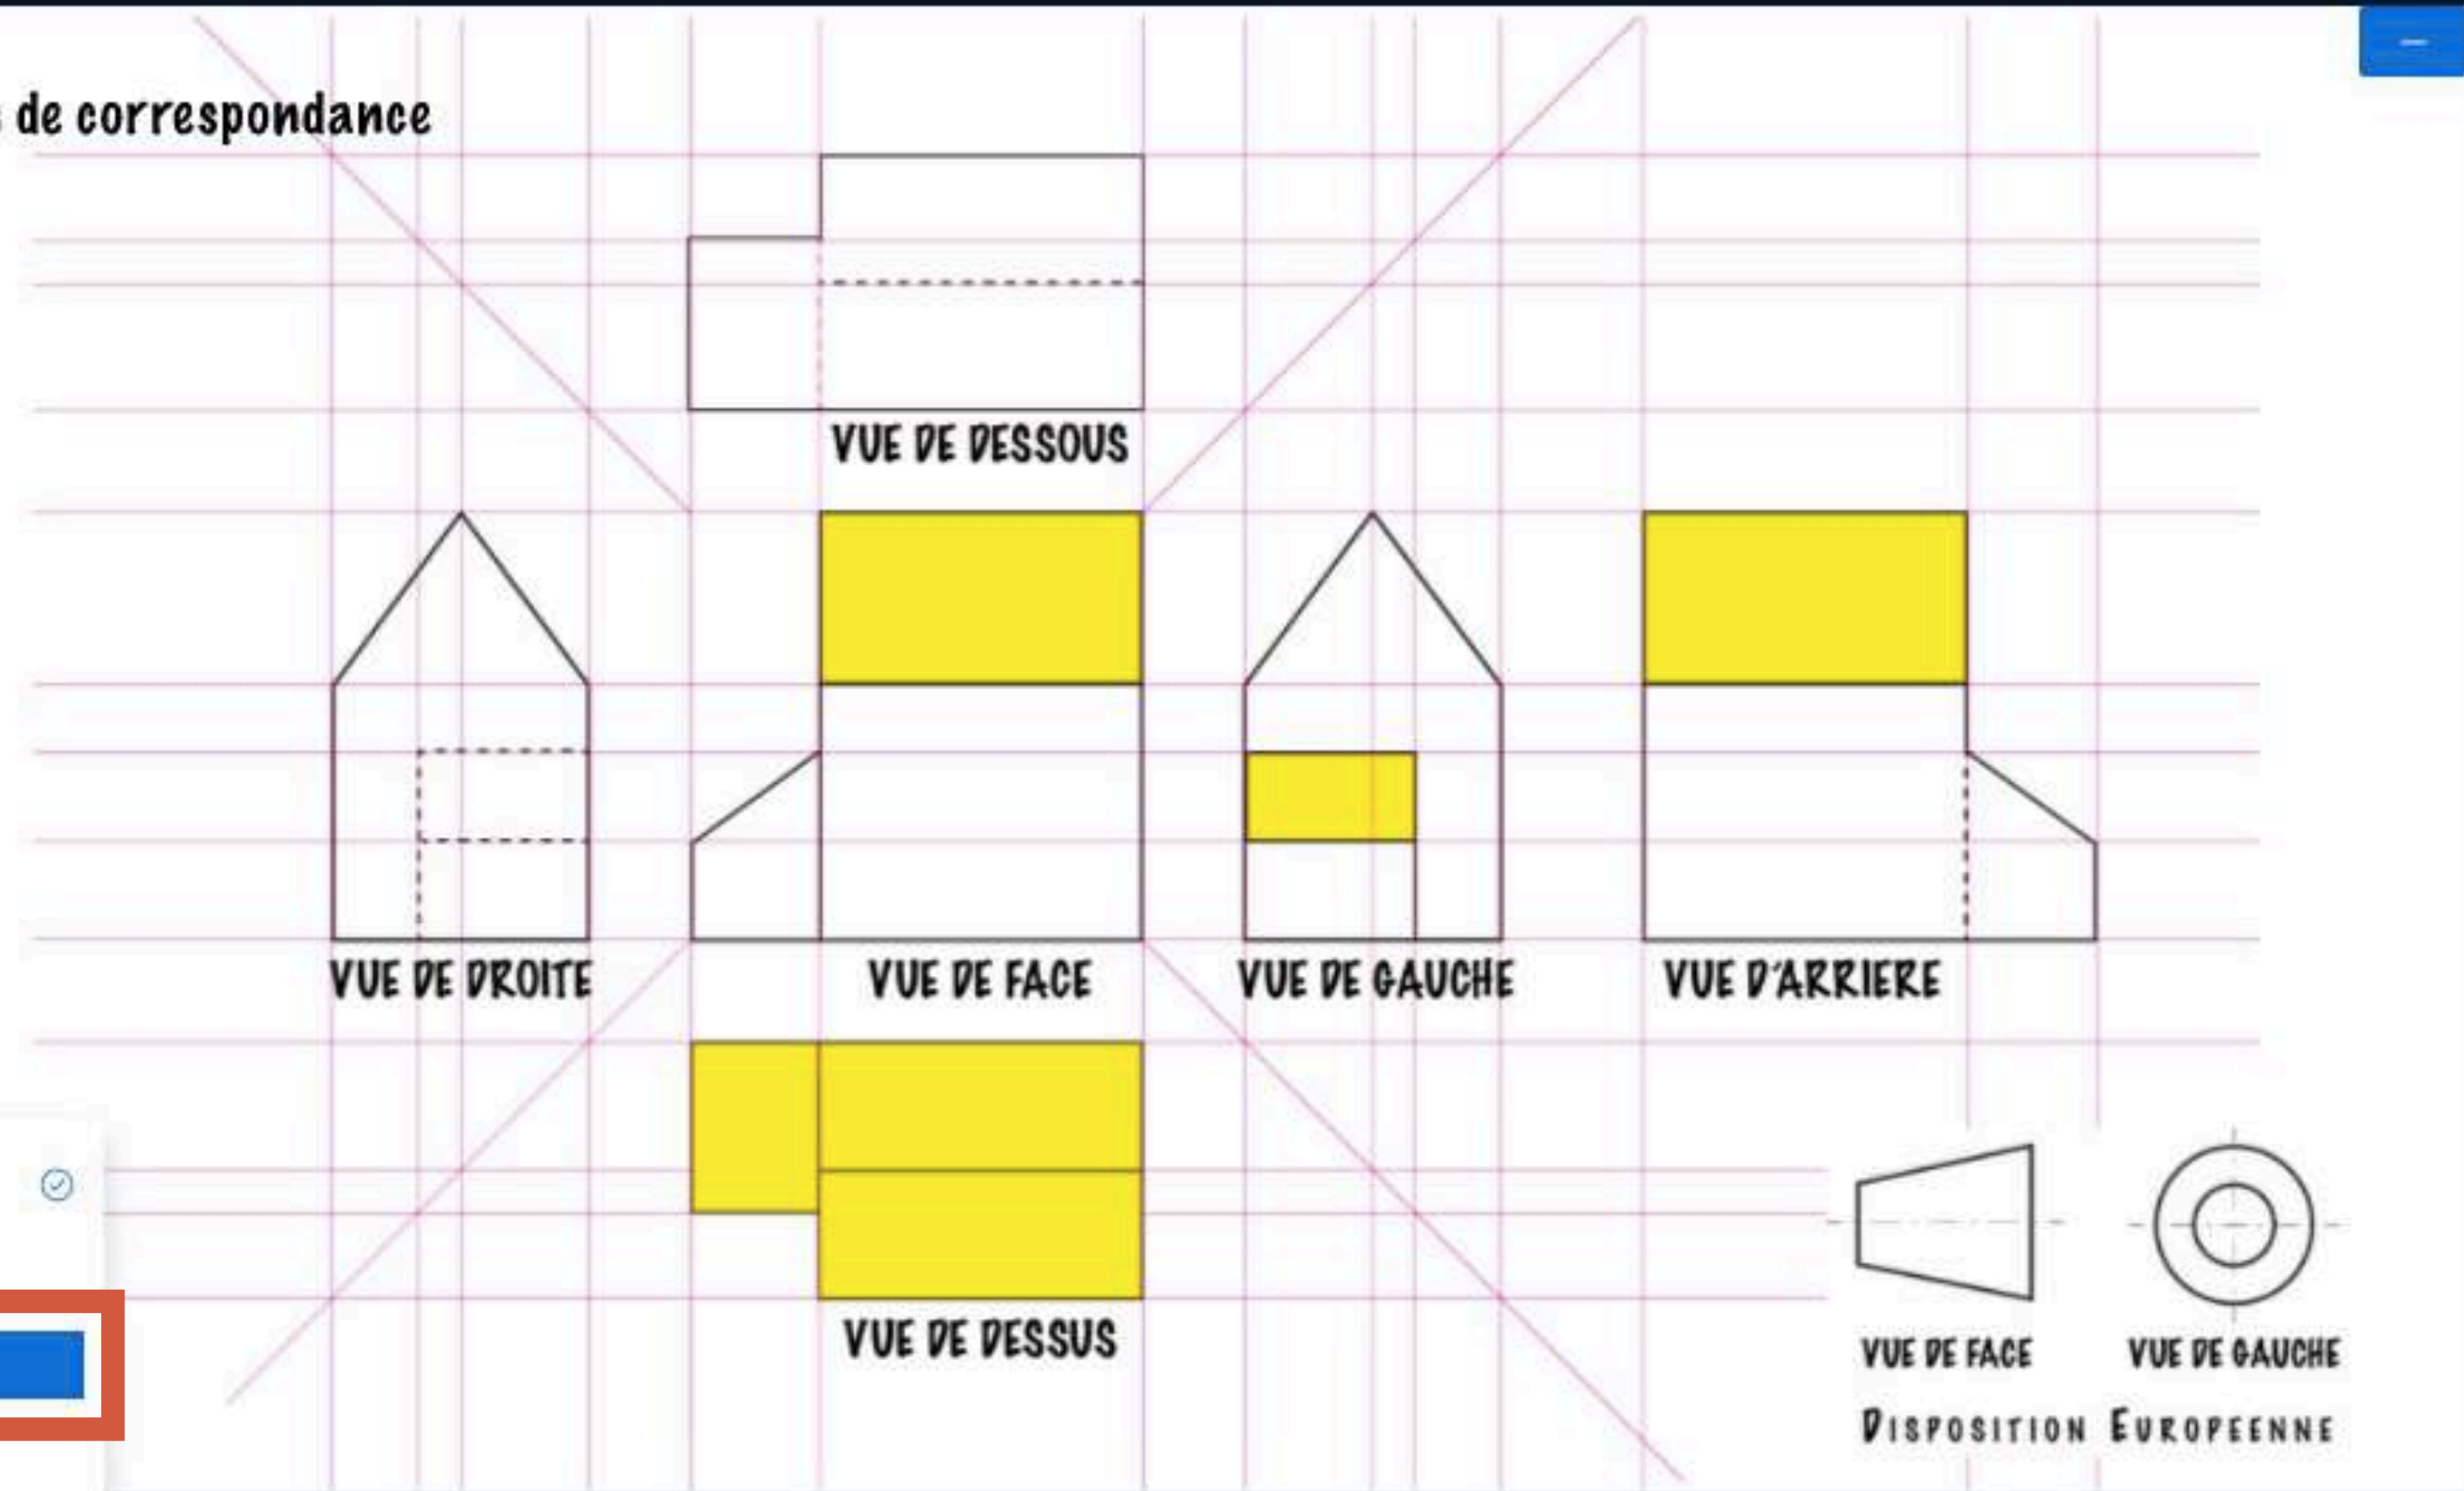 de correspondance
VUE DE DESSOUS
VUE DE DROITE
VUE DE FACE
VUE DE GAUCHE
VUE D'ARRIERE
VUE DE DESSUS
VUE DE FACE
VUE DE GAUCHE
DISPOSITION EUROPEENNE